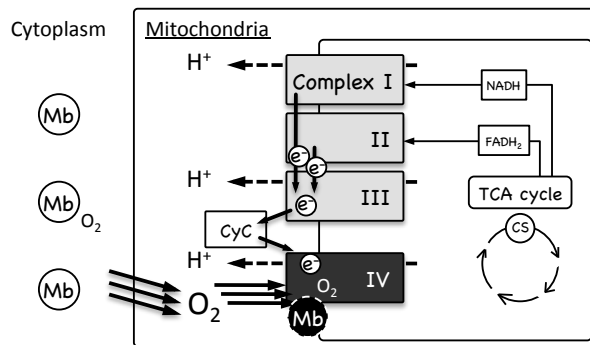 Cytoplasm
Mitochondria
H⁺
Complex I
NADH
Mb
II
FADH₂
e⁻
e⁻
H⁺
III
TCA cycle
Mb
O₂
e⁻
CyC
CS
H⁺
e⁻
IV
O₂
Mb
O₂
Mb